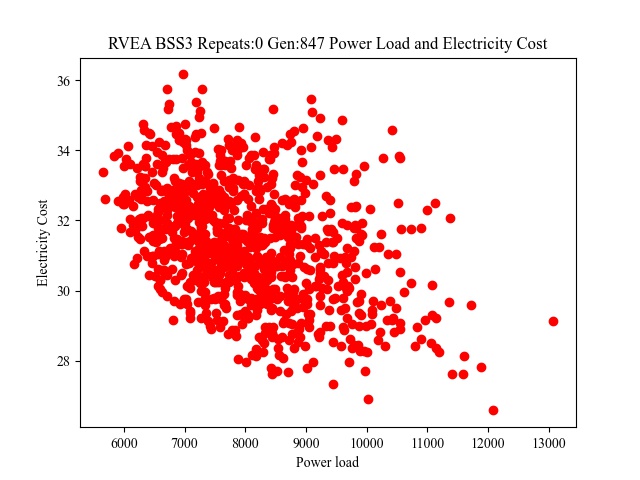 RVEA BSS3 Repeats:0 Gen:847 Power Load and Electricity Cost
36
34
32
30
28
Electricity Cost
6000 7000 8000 9000 10000 11000 12000 13000
Power load